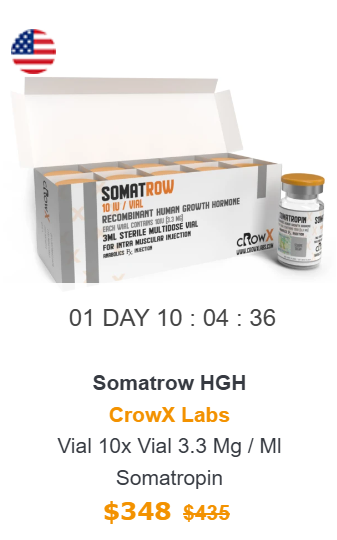 SOMATROW
10 IU / VIAL
RECOMBINANT HUMAN GROWTH HORMONE
EACH VIAL CONTAINS 10IU (3.3 MG)
3ML STERILE MULTIDOSE VIAL
FOR INTRA MUSCULAR INJECTION
CROWX
SOMATROPIN
CROWX
01 DAY 10 : 04 : 36
Somatrow HGH
CrowX Labs
Vial 10x Vial 3.3 Mg / Ml
Somatropin
$348 $435